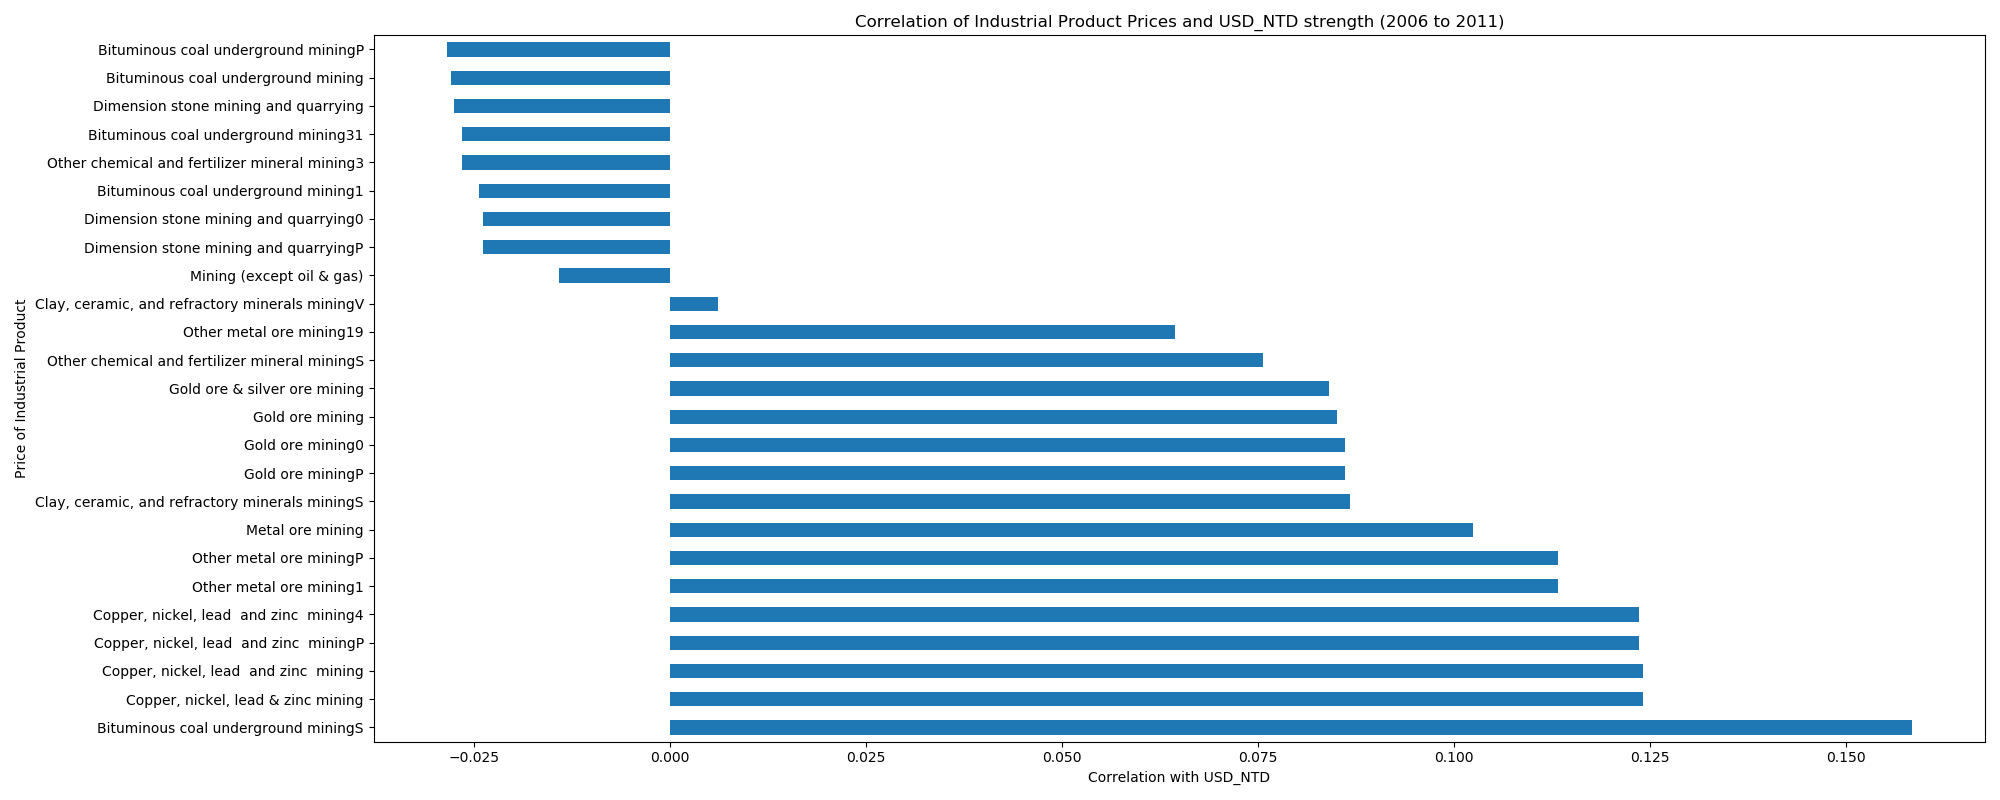 Correlation of Industrial Product Prices and USD_NTD strength (2006 to 2011)
Price of Industrial Product
Bituminous coal underground miningP
Bituminous coal underground mining
Dimension stone mining and quarrying
Bituminous coal underground mining31
Other chemical and fertilizer mineral mining3
Bituminous coal underground mining1
Dimension stone mining and quarrying0
Dimension stone mining and quarryingP
Mining (except oil & gas)
Clay, ceramic, and refractory minerals miningV
Other metal ore mining19
Other chemical and fertilizer mineral miningS
Gold ore & silver ore mining
Gold ore mining
Gold ore mining0
Gold ore miningP
Clay, ceramic, and refractory minerals miningS
Metal ore mining
Other metal ore miningP
Other metal ore mining1
Copper, nickel, lead  and zinc  mining4
Copper, nickel, lead  and zinc  miningP
Copper, nickel, lead  and zinc  mining
Copper, nickel, lead & zinc mining
Bituminous coal underground miningS
−0.025 0.000 0.025 0.050 0.075 0.100 0.125 0.150
Correlation with USD_NTD